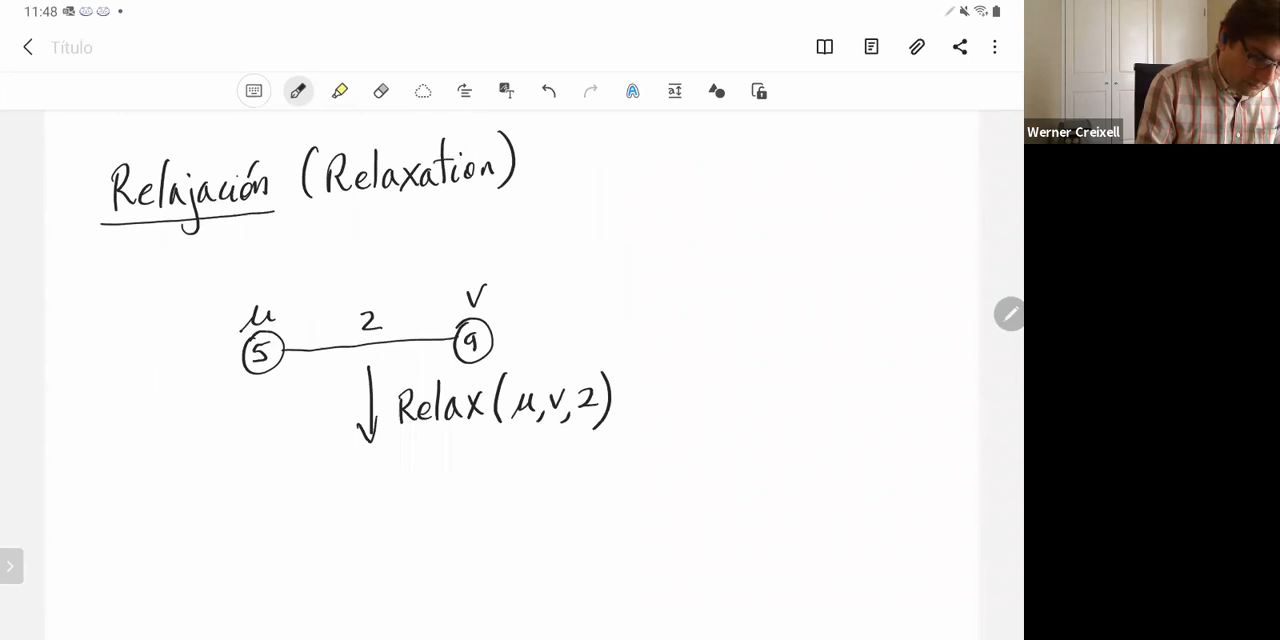 11:48
Título
Werner Creixell
Relajación (Relaxation)
μ 2 v
5 9
Relax(μ,v,2)